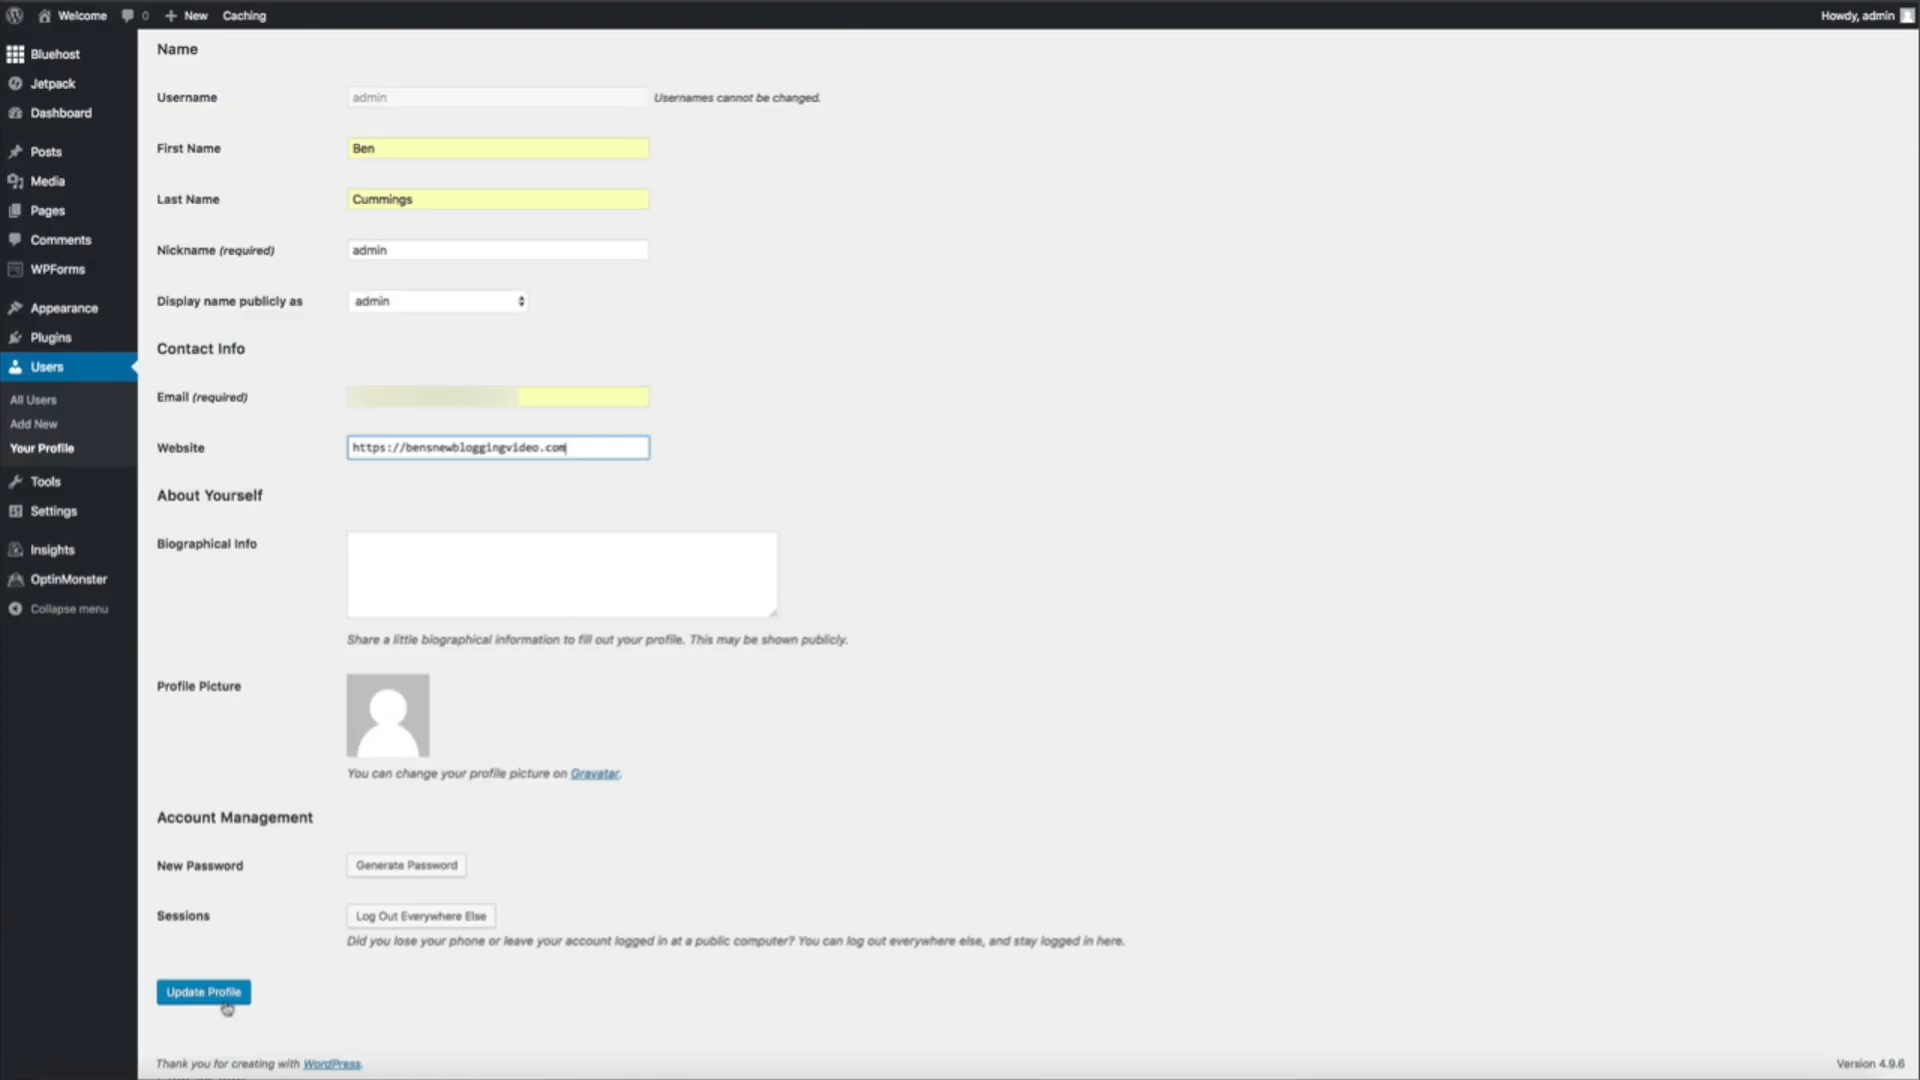 Welcome
0
New
Caching
Howdy, admin
Bluehost
Jetpack
Dashboard
Posts
Media
Pages
Comments
WPForms
Appearance
Plugins
Users
All Users
Add New
Your Profile
Tools
Settings
Insights
OptinMonster
Collapse menu
Name
Username
admin
Usernames cannot be changed.
First Name
Ben
Last Name
Cummings
Nickname (required)
admin
Display name publicly as
admin
Contact Info
Email (required)
Website
https://bensnewbloggingvideo.com
About Yourself
Biographical Info
Share a little biographical information to fill out your profile. This may be shown publicly.
Profile Picture
You can change your profile picture on Gravatar.
Account Management
New Password
Generate Password
Sessions
Log Out Everywhere Else
Did you lose your phone or leave your account logged in at a public computer? You can log out everywhere else, and stay logged in here.
Update Profile
Thank you for creating with WordPress.
Version 4.9.6